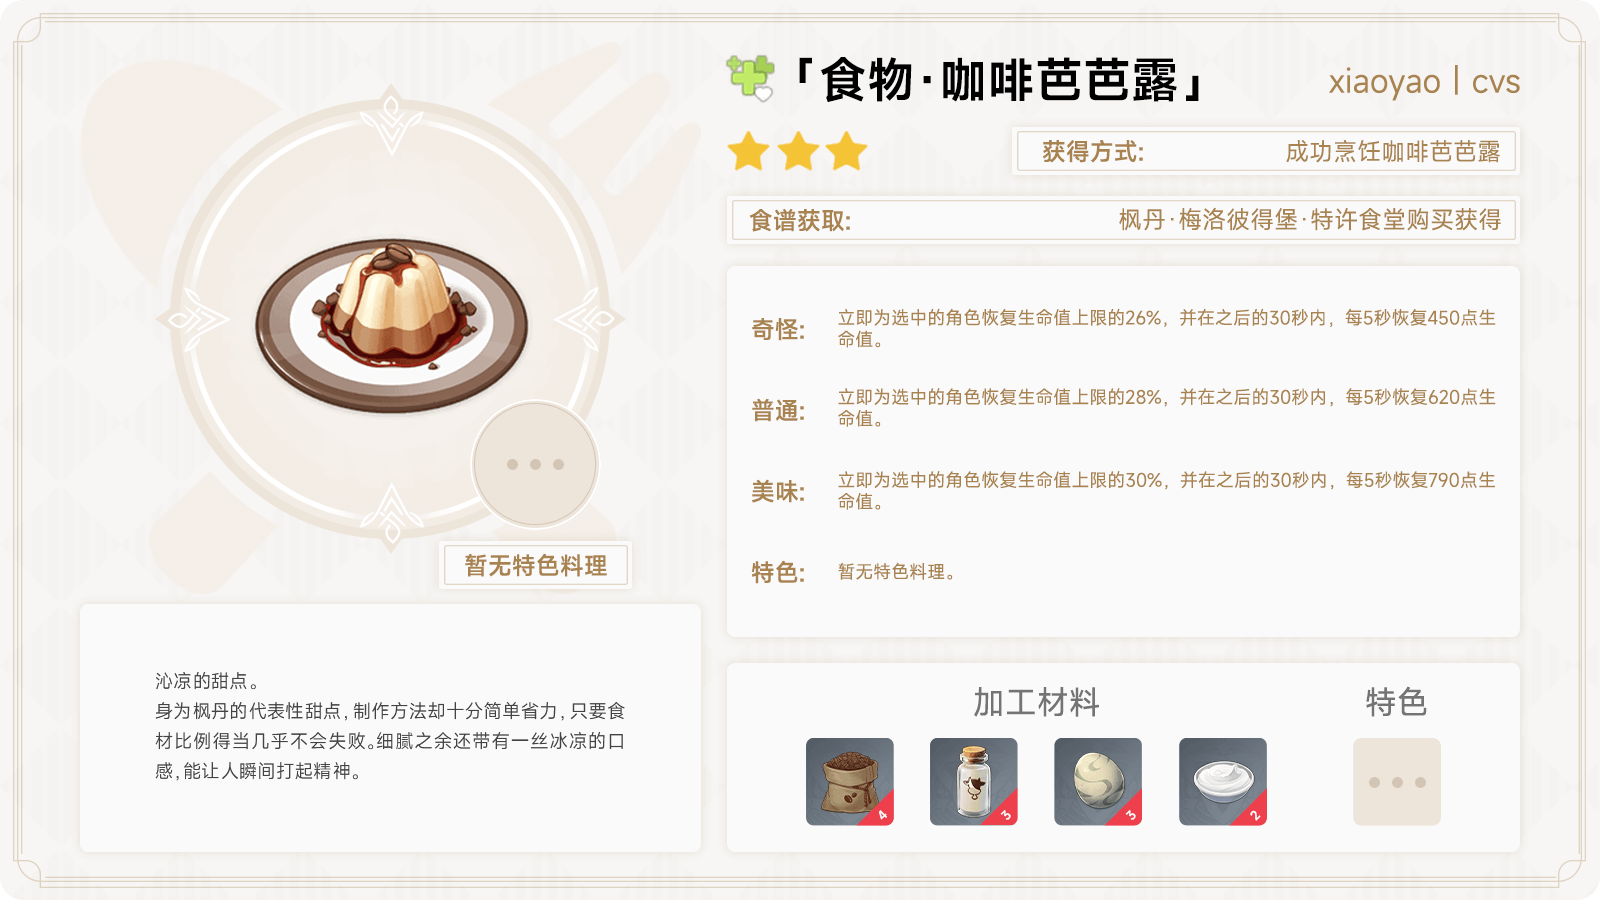 「食物·咖啡芭芭露」
xiaoyao | cvs
获得方式: 成功烹饪咖啡芭芭露
食谱获取: 枫丹·梅洛彼得堡·特许食堂购买获得
奇怪: 立即为选中的角色恢复生命值上限的26%，并在之后的30秒内，每5秒恢复450点生
命值。
普通: 立即为选中的角色恢复生命值上限的28%，并在之后的30秒内，每5秒恢复620点生
命值。
美味: 立即为选中的角色恢复生命值上限的30%，并在之后的30秒内，每5秒恢复790点生
命值。
特色: 暂无特色料理。
暂无特色料理
沁凉的甜点。
身为枫丹的代表性甜点，制作方法却十分简单省力，只要食
材比例得当几乎不会失败。细腻之余还带有一丝冰凉的口
感，能让人瞬间打起精神。
加工材料
特色
4
3
3
2